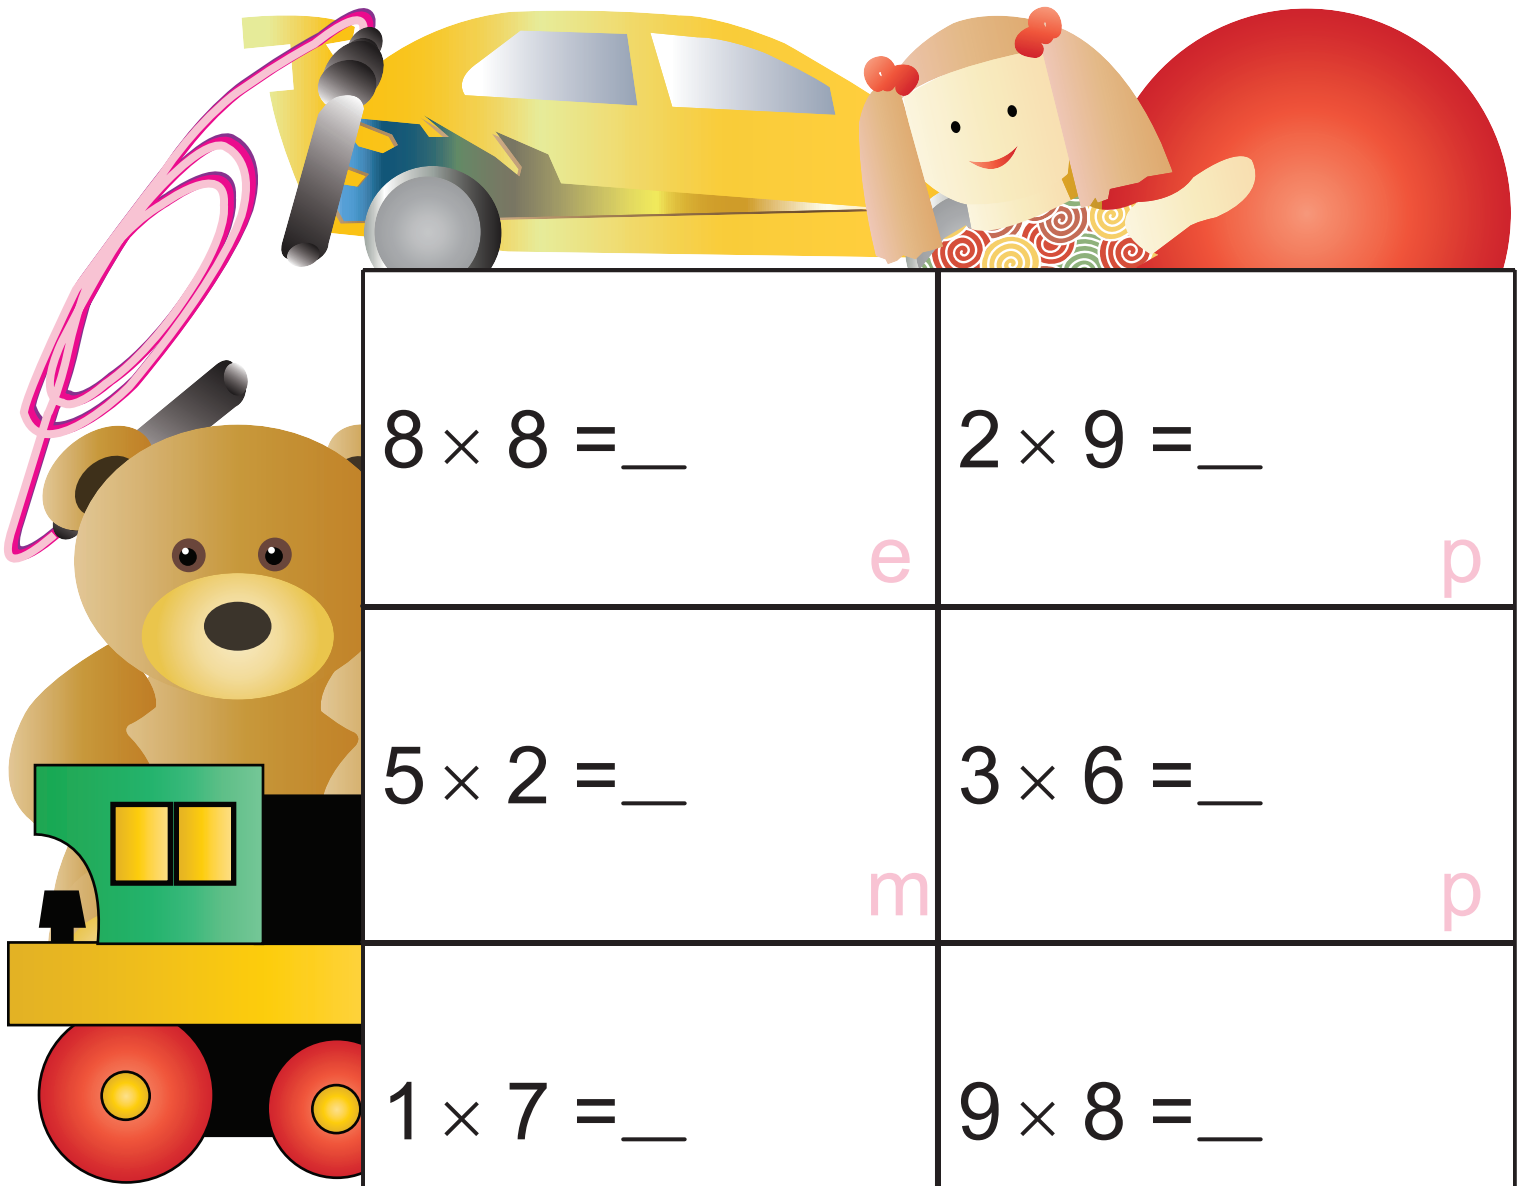 8 × 8 =__
2 × 9 =__
e
p
5 × 2 =__
3 × 6 =__
m
p
1 × 7 =__
9 × 8 =__